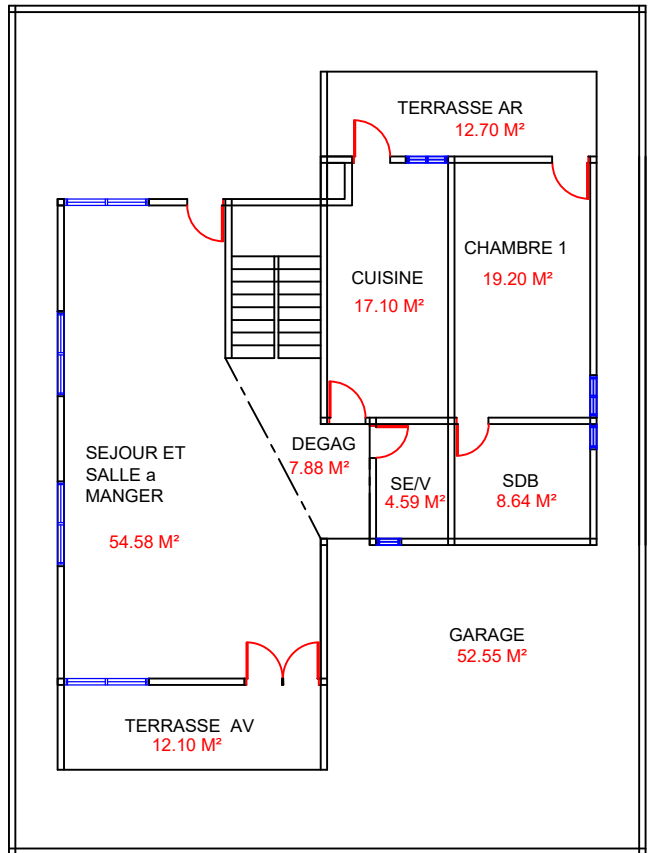 TERRASSE AR
12.70 M²
CHAMBRE 1
19.20 M²
CUISINE
17.10 M²
DEGAG
7.88 M²
SEJOUR ET
SALLE a
MANGER
54.58 M²
SE/V
4.59 M²
SDB
8.64 M²
GARAGE
52.55 M²
TERRASSE AV
12.10 M²